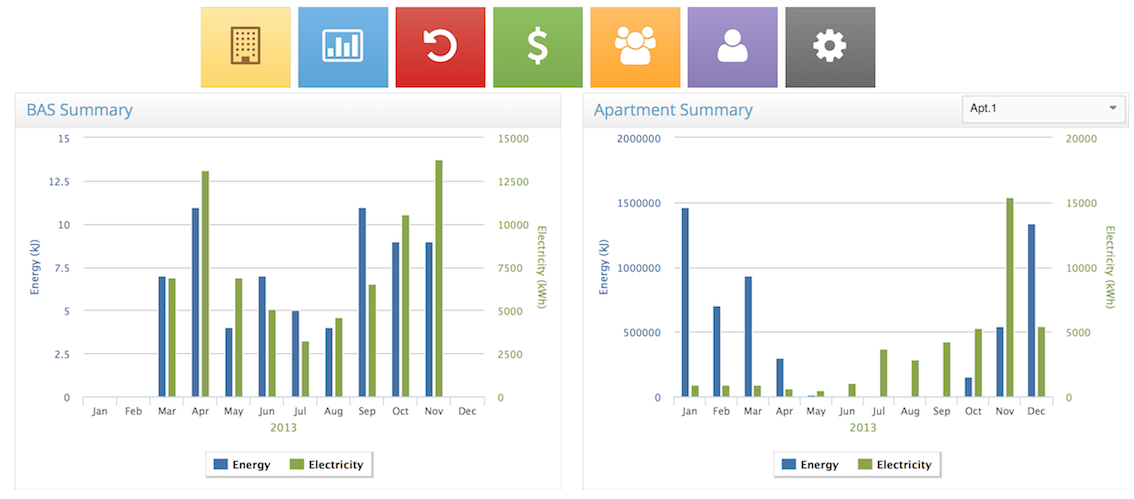 BAS Summary
15
15000
12.5
12500
10
10000
7.5
7500
5
5000
2.5
2500
0
0
Energy (kJ)
Electricity (kWh)
Jan Feb Mar Apr May Jun Jul Aug Sep Oct Nov Dec
2013
Energy Electricity
Apartment Summary
Apt.1
2000000
20000
1500000
15000
1000000
10000
500000
5000
0
0
Energy (kJ)
Electricity (kWh)
Jan Feb Mar Apr May Jun Jul Aug Sep Oct Nov Dec
2013
Energy Electricity